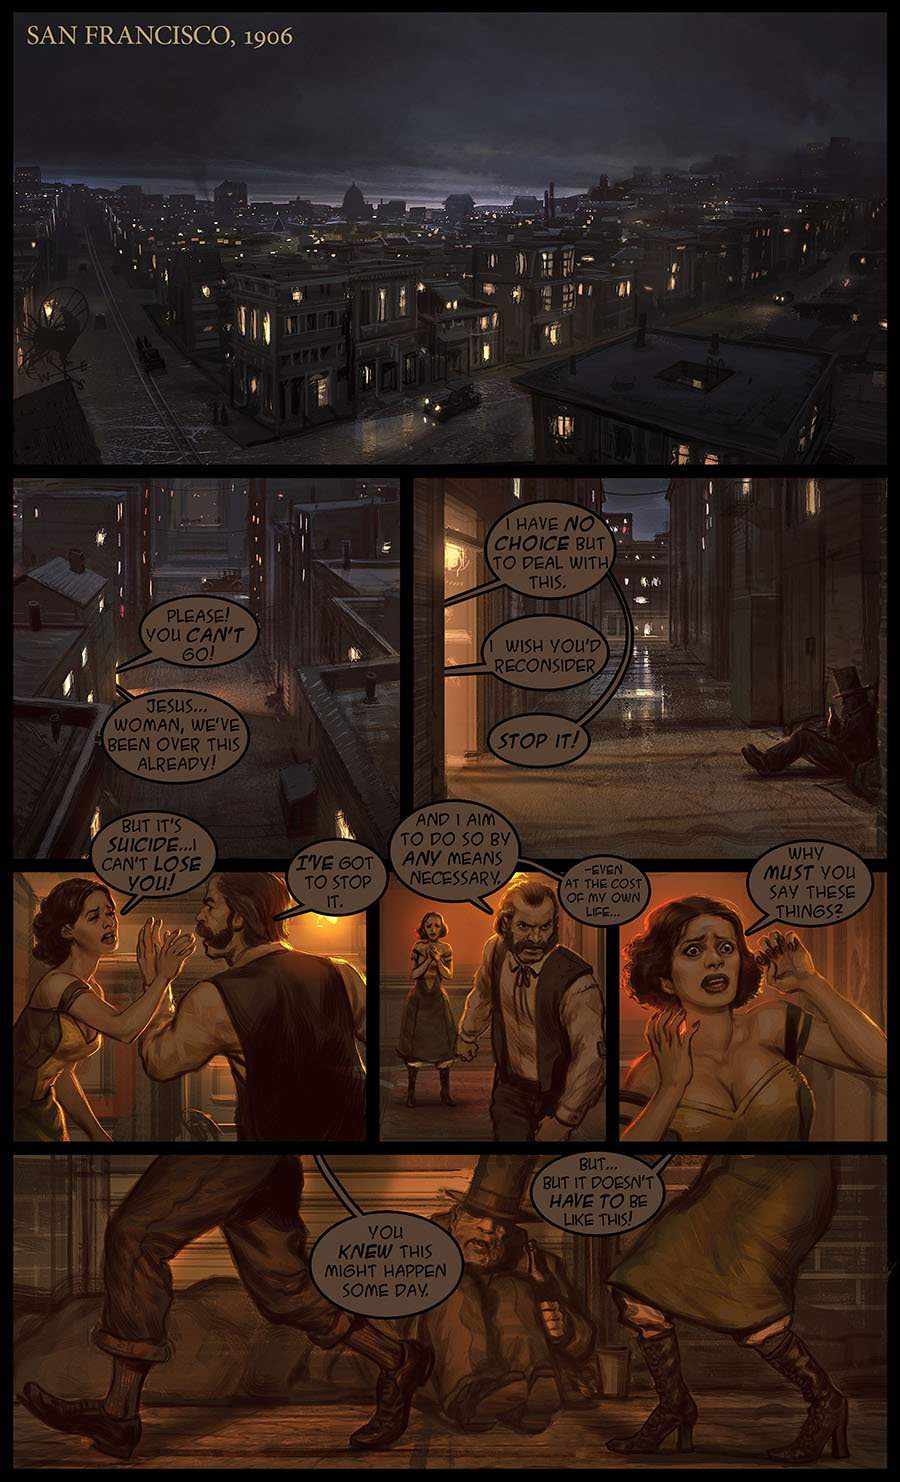 SAN FRANCISCO, 1906
PLEASE!
YOU CAN'T
GO!
JESUS...
WOMAN, WE'VE
BEEN OVER THIS
ALREADY!
I HAVE NO
CHOICE BUT
TO DEAL WITH
THIS.
I WISH YOU'D
RECONSIDER
STOP IT!
BUT IT'S
SUICIDE...I
CAN'T LOSE
YOU!
I'VE GOT
TO STOP
IT.
AND I AIM
TO DO SO BY
ANY MEANS
NECESSARY.
-EVEN
AT THE COST
OF MY OWN
LIFE...
WHY
MUST YOU
SAY THESE
THINGS?
YOU
KNEW THIS
MIGHT HAPPEN
SOME DAY.
BUT...
BUT IT DOESN'T
HAVE TO BE
LIKE THIS!